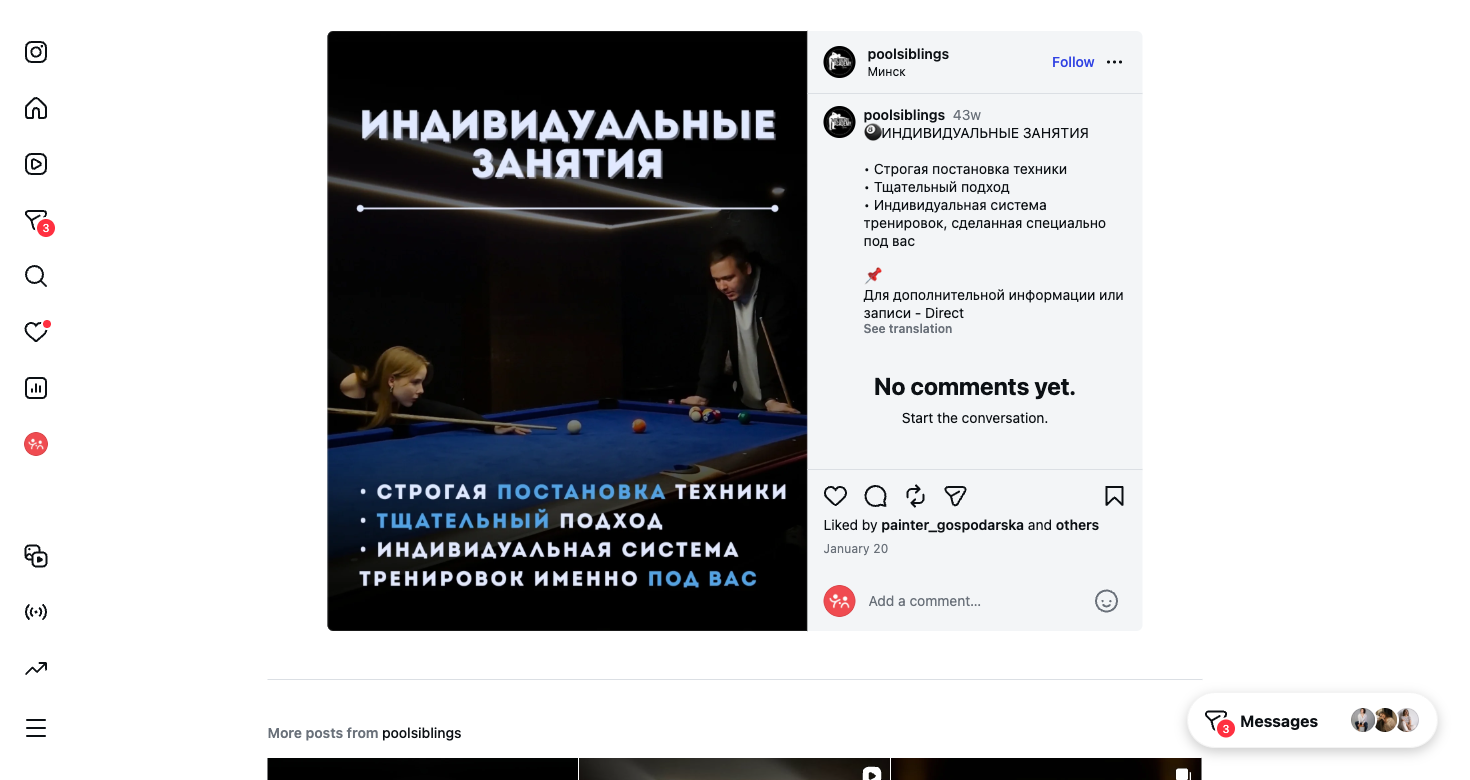 ИНДИВИДУАЛЬНЫЕ
ЗАНЯТИЯ
• СТРОГАЯ ПОСТАНОВКА ТЕХНИКИ
• ТЩАТЕЛЬНЫЙ ПОДХОД
• ИНДИВИДУАЛЬНАЯ СИСТЕМА
ТРЕНИРОВОК ИМЕННО ПОД ВАС
poolsiblings
Минск
Follow
poolsiblings 43w
🎱ИНДИВИДУАЛЬНЫЕ ЗАНЯТИЯ
• Строгая постановка техники
• Тщательный подход
• Индивидуальная система
тренировок, сделанная специально
под вас
📌
Для дополнительной информации или
записи - Direct
See translation
No comments yet.
Start the conversation.
Liked by painter_gospodarska and others
January 20
Add a comment...
3
More posts from poolsiblings
3
Messages